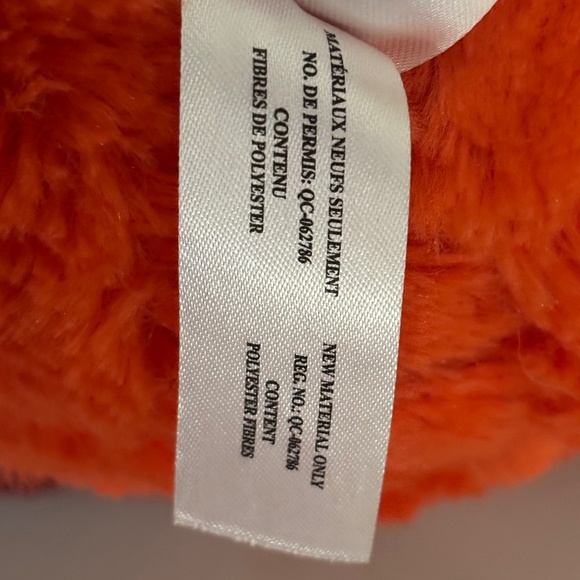 MATÉRIAUX NEUFS SEULEMENT
NO. DE PERMIS: QC-062786
CONTENU
FIBRES DE POLYESTER
NEW MATERIAL ONLY
REG. NO.: QC-062786
CONTENT
POLYESTER FIBRES